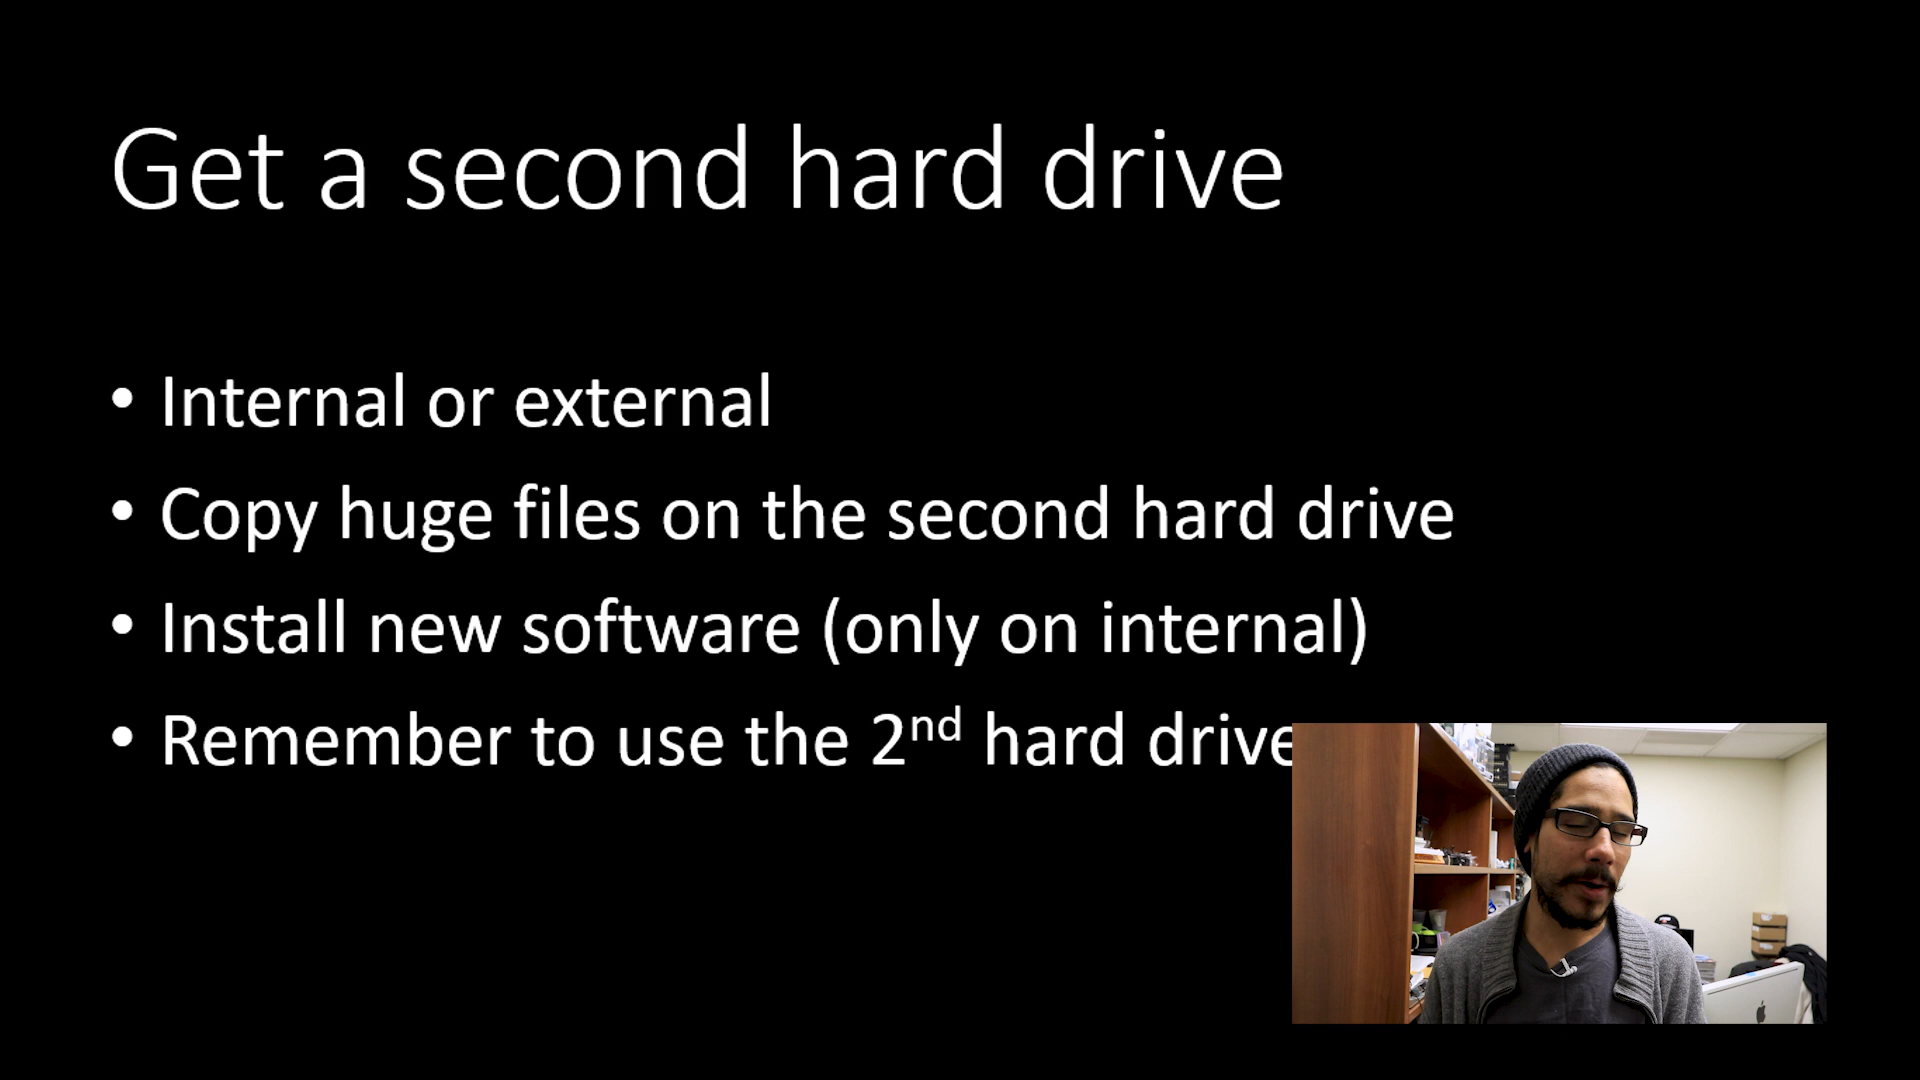 Get a second hard drive
• Internal or external
• Copy huge files on the second hard drive
• Install new software (only on internal)
• Remember to use the 2nd hard drive